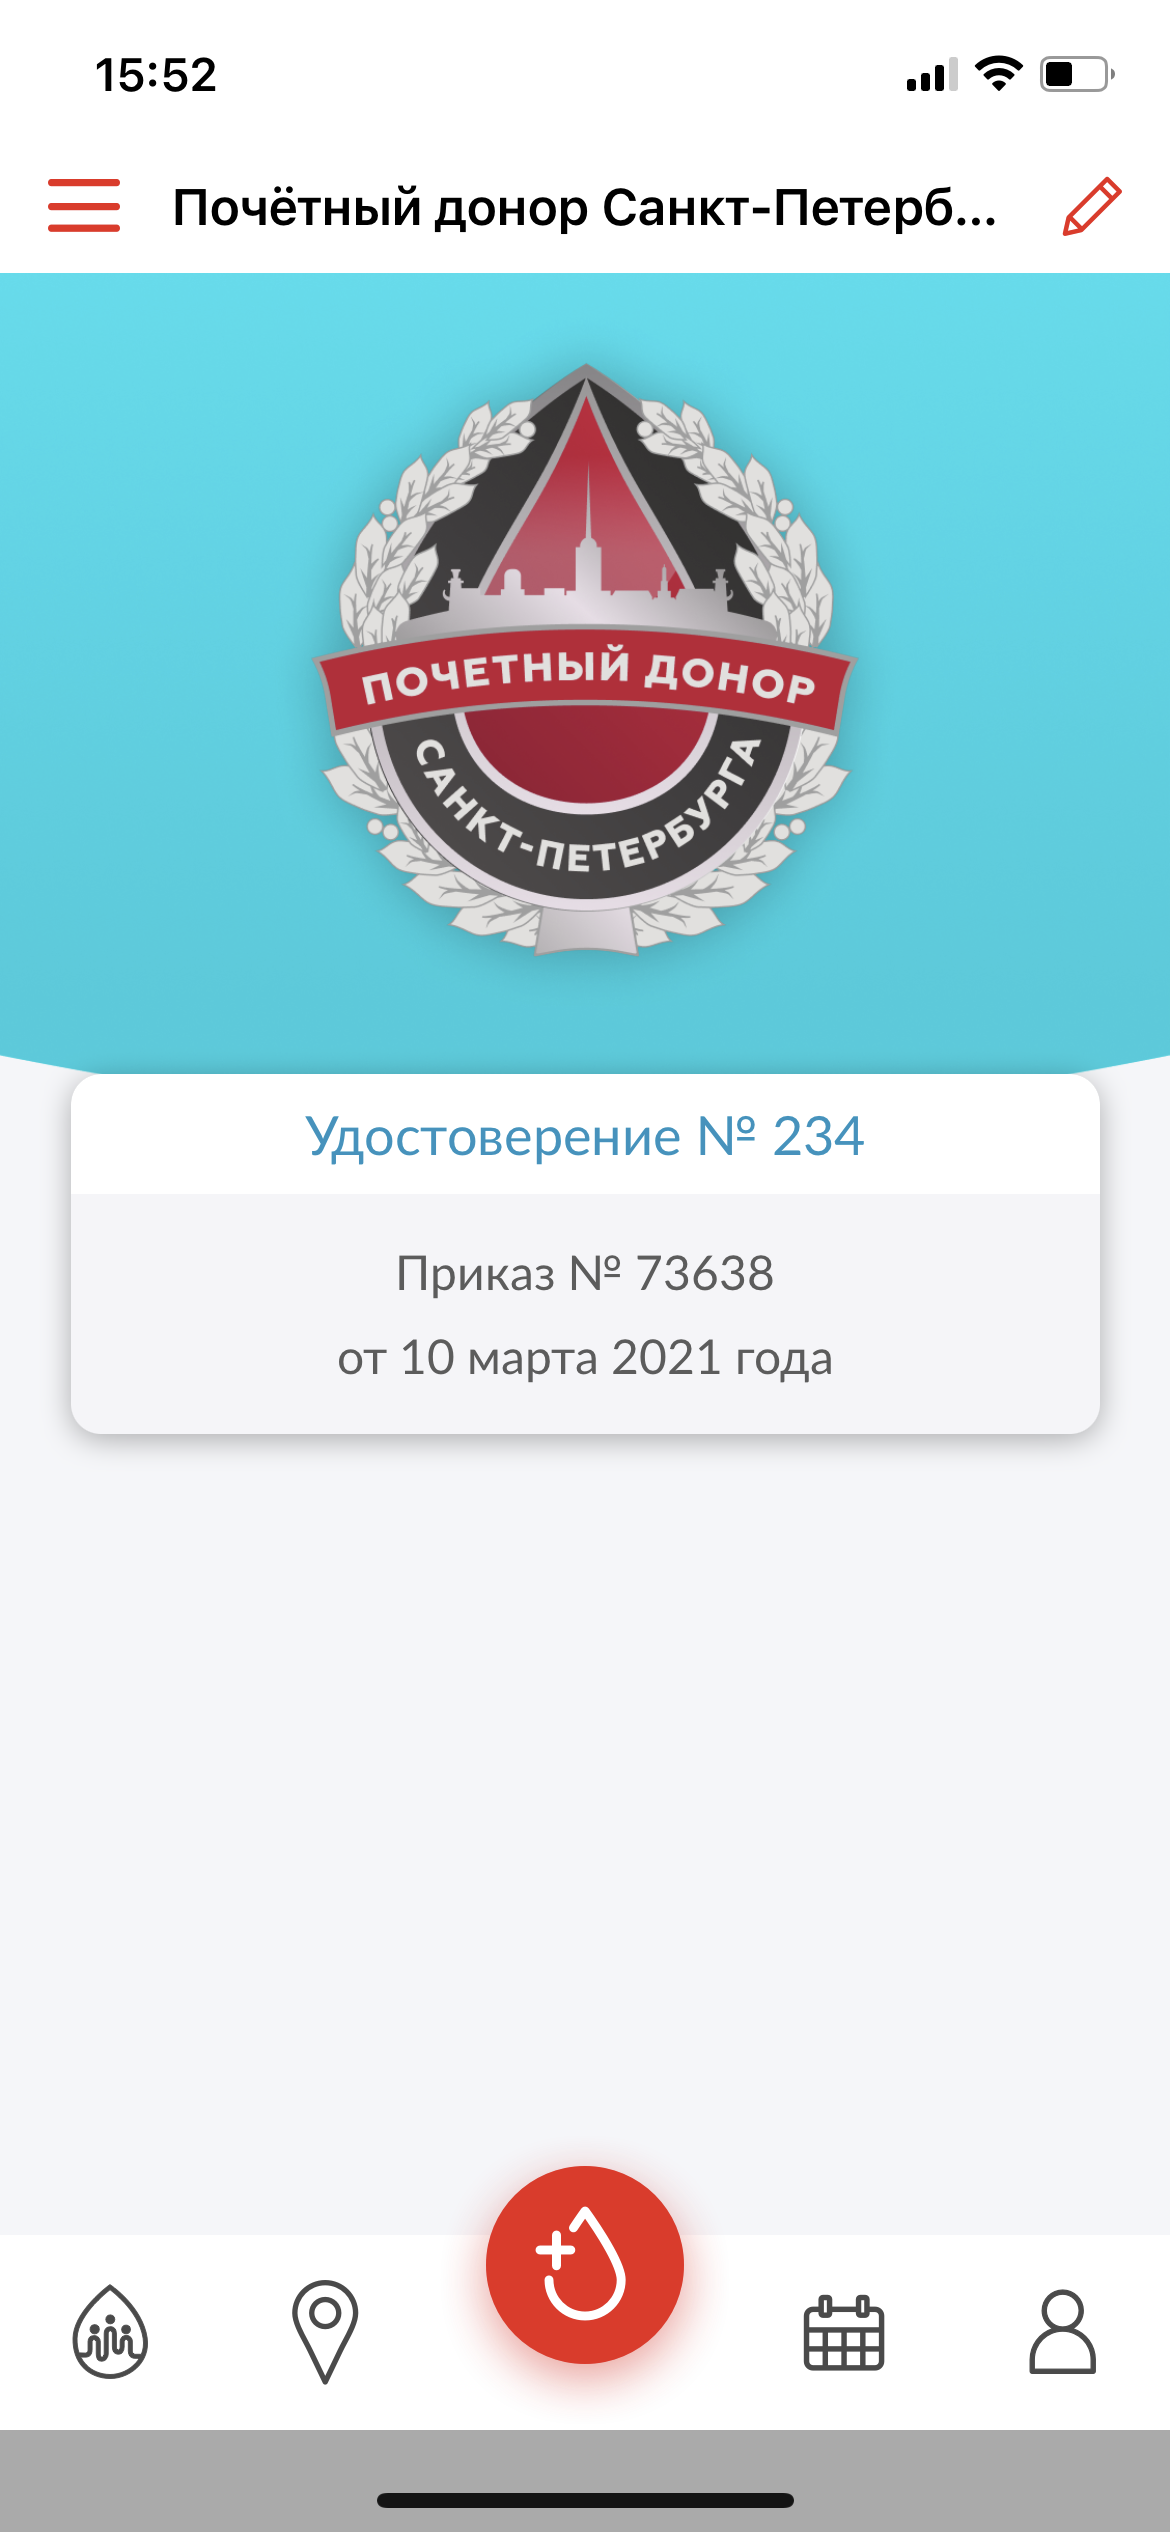 15:52
Почётный донор Санкт-Петерб...
ПОЧЕТНЫЙ ДОНОР
САНКТ-ПЕТЕРБУРГА
Удостоверение № 234
Приказ № 73638
от 10 марта 2021 года